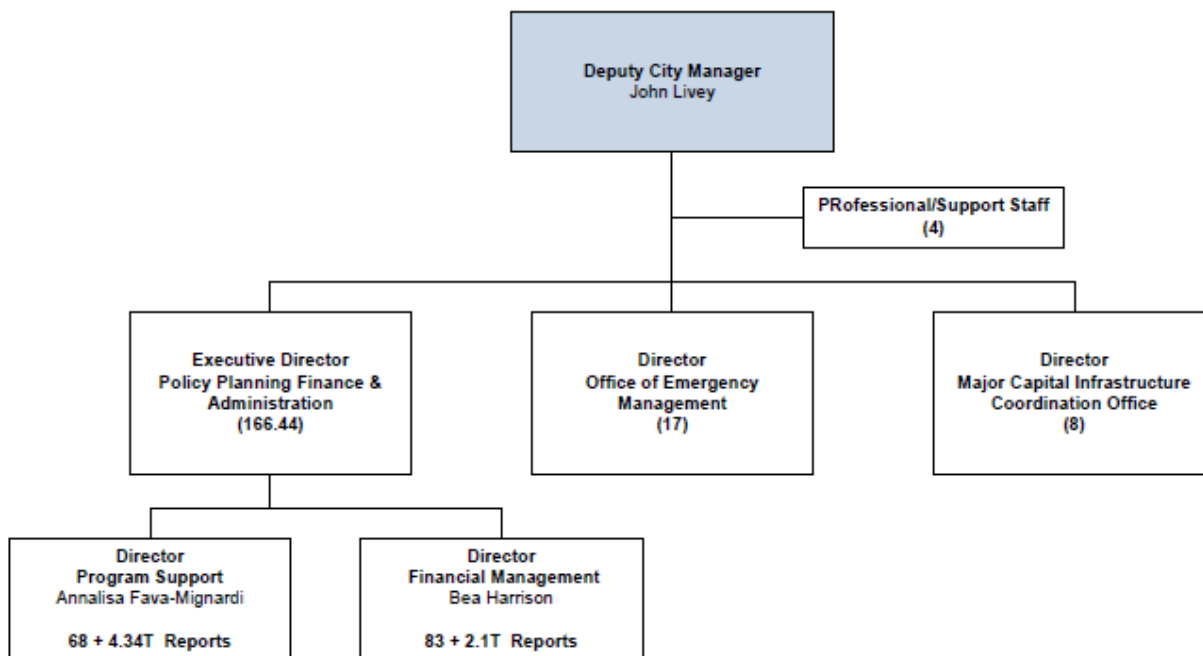 Deputy City Manager
John Livey
PRofessional/Support Staff
(4)
Executive Director
Policy Planning Finance &
Administration
(166.44)
Director
Office of Emergency
Management
(17)
Director
Major Capital Infrastructure
Coordination Office
(8)
Director
Program Support
Annalisa Fava-Mignardi
68 + 4.34T Reports
Director
Financial Management
Bea Harrison
83 + 2.1T Reports